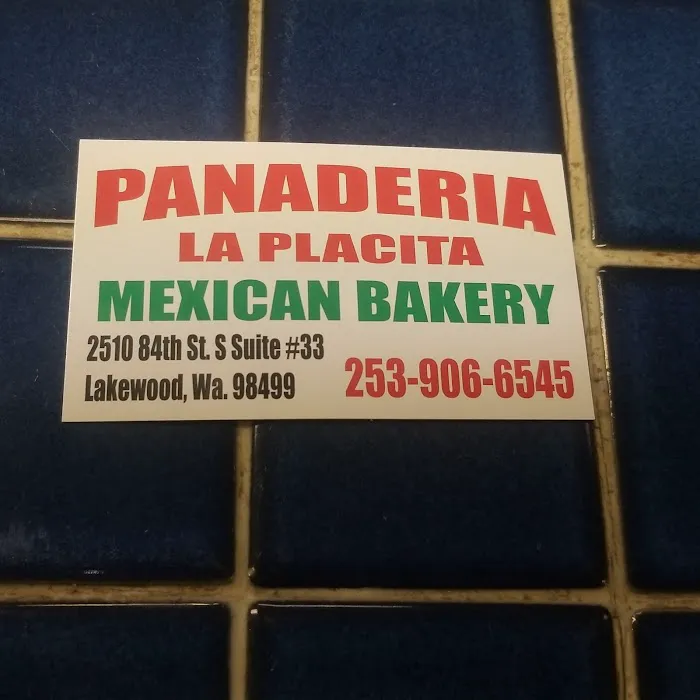 PANADERIA
LA PLACITA
MEXICAN BAKERY
2510 84th St. S Suite #33
Lakewood, Wa. 98499
253-906-6545